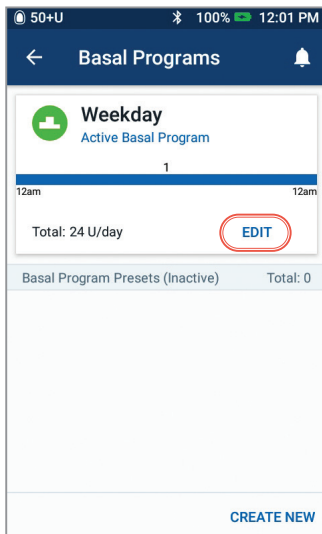 50+U 100% 12:01 PM
Basal Programs
Weekday
Active Basal Program
1
12am 12am
Total: 24 U/day EDIT
Basal Program Presets (Inactive) Total: 0
CREATE NEW